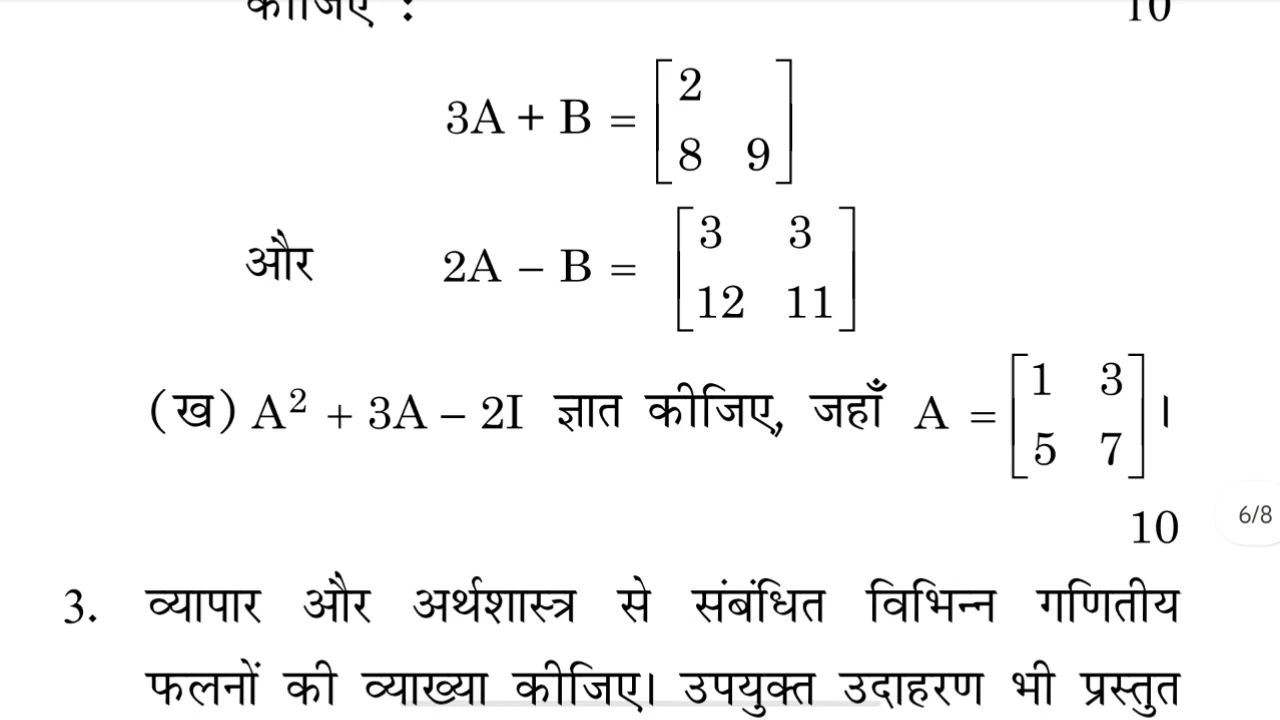 कीजिए : 10
3A + B = [2
8 9]
और 2A – B = [3 3
12 11]
(ख) A² + 3A – 2I ज्ञात कीजिए, जहाँ A = [1 3
5 7] ।
10
6/8
3. व्यापार और अर्थशास्त्र से संबंधित विभिन्न गणितीय
फलनों की व्याख्या कीजिए। उपयुक्त उदाहरण भी प्रस्तुत